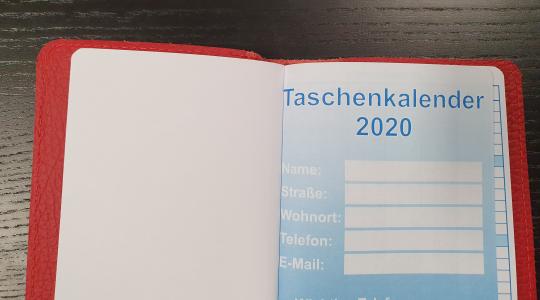 Taschenkalender
2020
Name:
Straße:
Wohnort:
Telefon:
E-Mail: